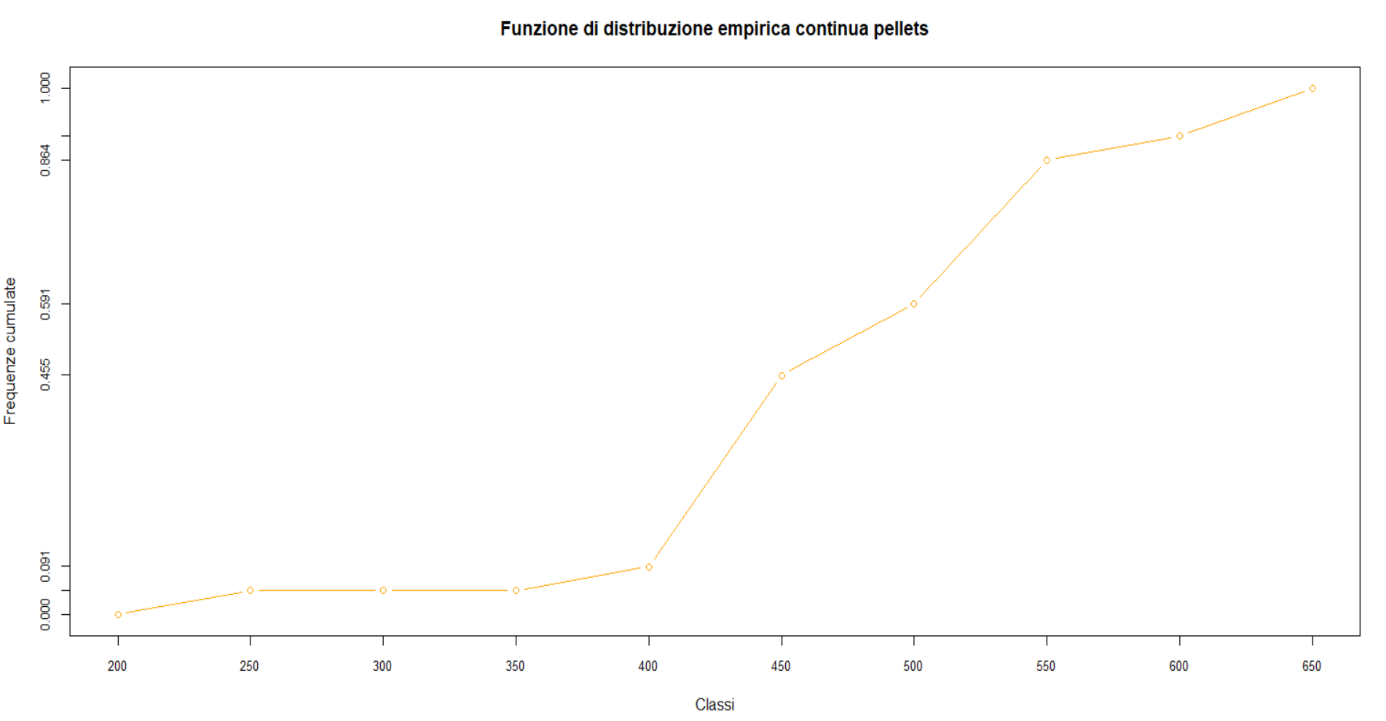 Funzione di distribuzione empirica continua pellets
Frequenze cumulate
1.000
0.864
0.591
0.455
0.091
0.000
200 250 300 350 400 450 500 550 600 650
Classi